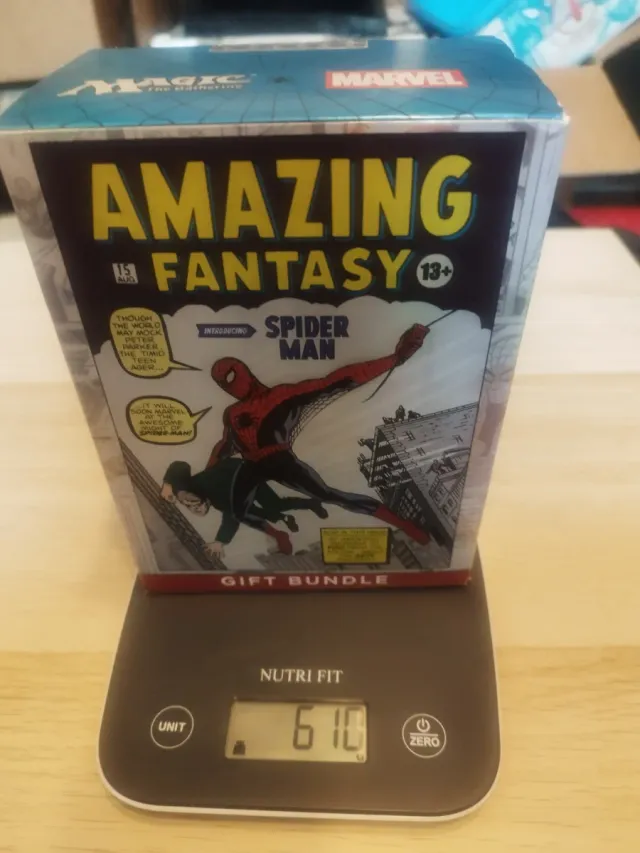 MAGIC
The Gathering
MARVEL
AMAZING
15
AUG
FANTASY
13+
INTRODUCING
SPIDER
MAN
THOUGH
THE WORLD
MAY MOCK
PETER
PARKER,
THE TIMID
TEEN
AGER...
...IT WILL
SOON MARVEL
AT THE
AWESOME
MIGHT OF
SPIDER-MAN!
GIFT BUNDLE
NUTRI FIT
UNIT
610
ZERO